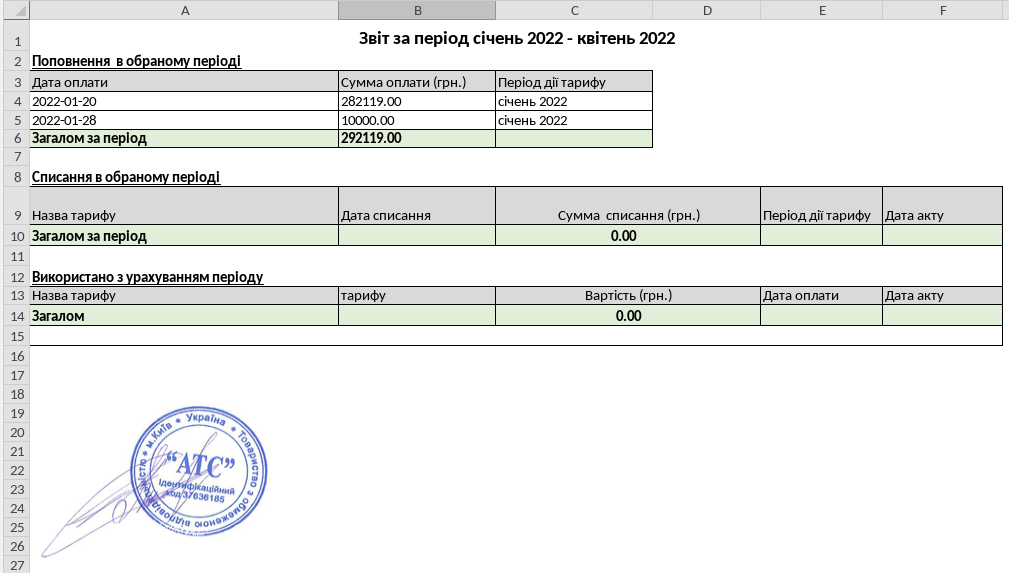 A B C D E F
1 Звіт за період січень 2022 - квітень 2022
2 Поповнення в обраному періоді
3 Дата оплати Сумма оплати (грн.) Період дії тарифу
4 2022-01-20 282119.00 січень 2022
5 2022-01-28 10000.00 січень 2022
6 Загалом за період 292119.00
7
8 Списання в обраному періоді
9 Назва тарифу Дата списання Сумма списання (грн.) Період дії тарифу Дата акту
10 Загалом за період 0.00
11
12 Використано з урахуванням періоду
13 Назва тарифу тарифу Вартість (грн.) Дата оплати Дата акту
14 Загалом 0.00
15
16
17
18
19
20
21
22
23
24
25
26
27
Україна * Товариство з обмеженою відповідальністю * м.Київ *
“АТС”
Ідентифікаційний
код 37636185